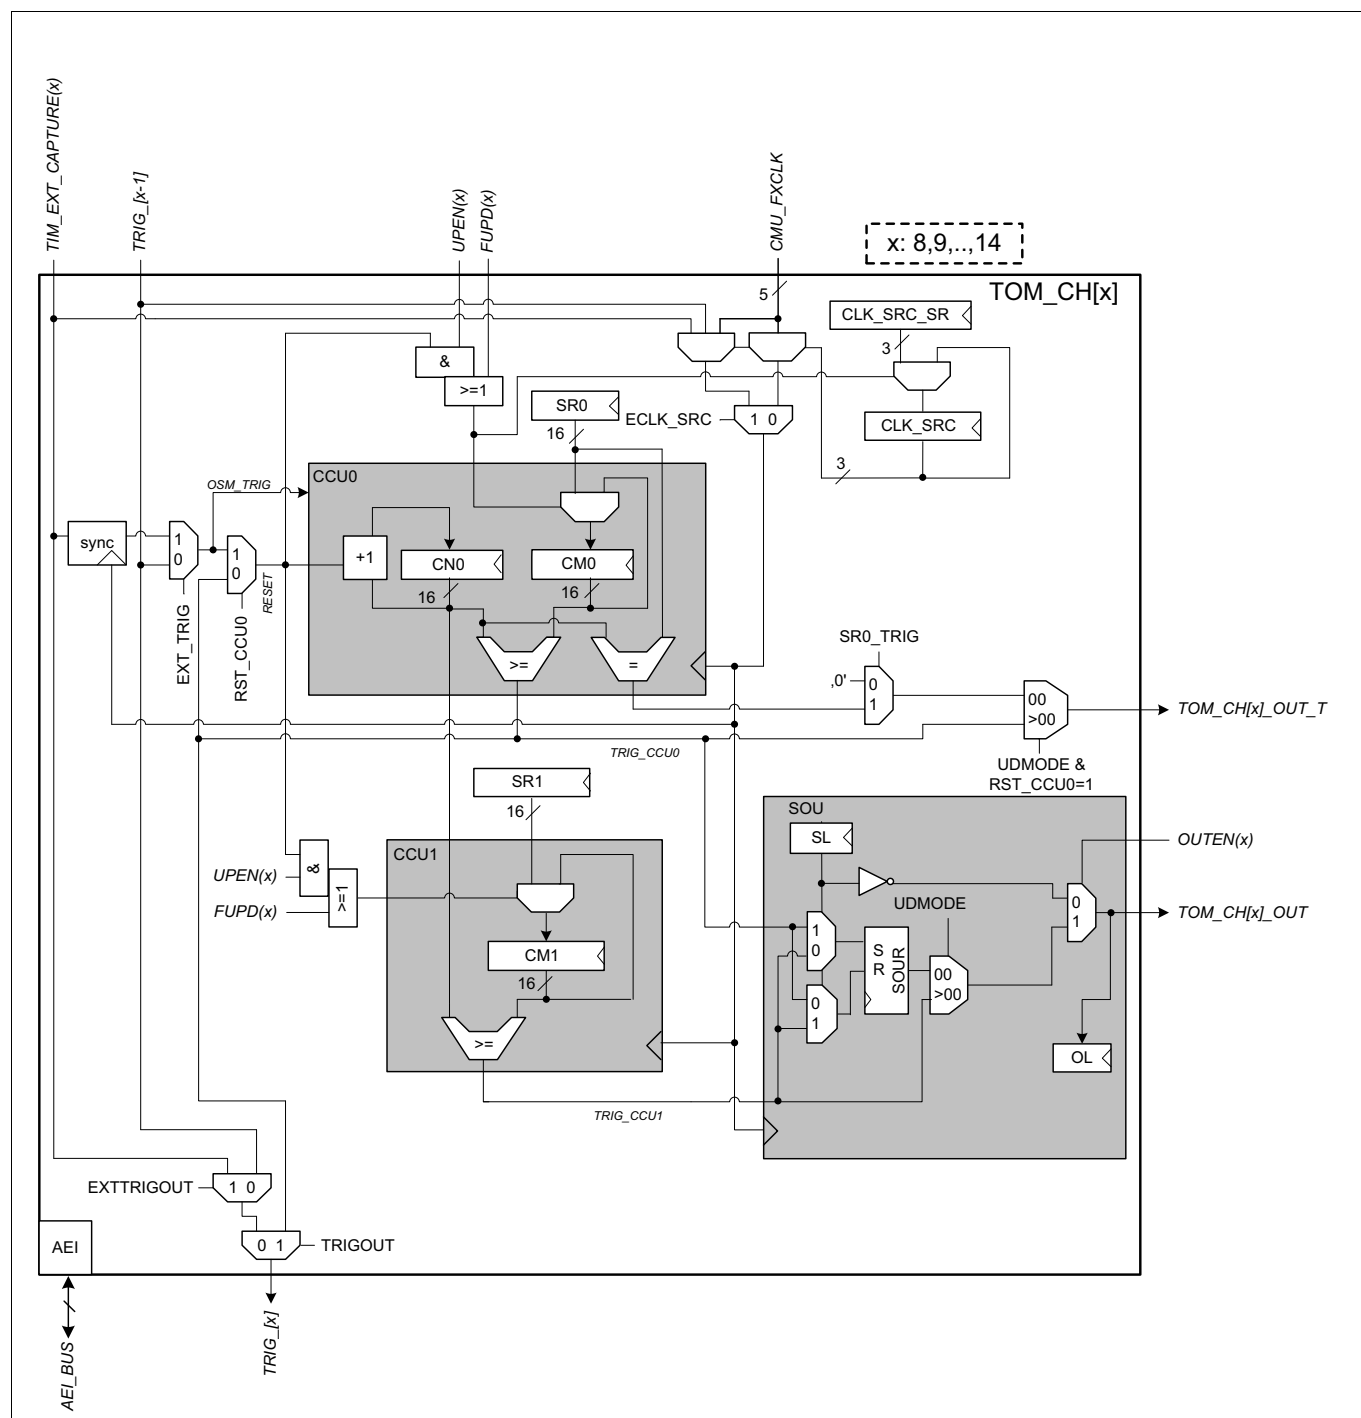 TIM_EXT_CAPTURE(x)
TRIG_[x-1]
UPEN(x)
FUPD(x)
CMU_FXCLK
x: 8,9,..,14
TOM_CH[x]
5
CLK_SRC_SR
3
&
>=1
SR0
16
ECLK_SRC
1 0
CLK_SRC
3
CCU0
OSM_TRIG
sync
1
0
1
0
EXT_TRIG
RST_CCU0
RESET
+1
CN0
16
CM0
16
>=
=
SR0_TRIG
‚0'
0
1
00
>00
TOM_CH[x]_OUT_T
UDMODE &
RST_CCU0=1
TRIG_CCU0
SR1
16
CCU1
UPEN(x)
FUPD(x)
&
>=1
CM1
16
>=
TRIG_CCU1
SOU
SL
OUTEN(x)
UDMODE
1
0
0
1
S
R
SOUR
00
>00
0
1
TOM_CH[x]_OUT
OL
EXTTRIGOUT
1 0
0 1
TRIGOUT
AEI
AEI_BUS
TRIG_[x]